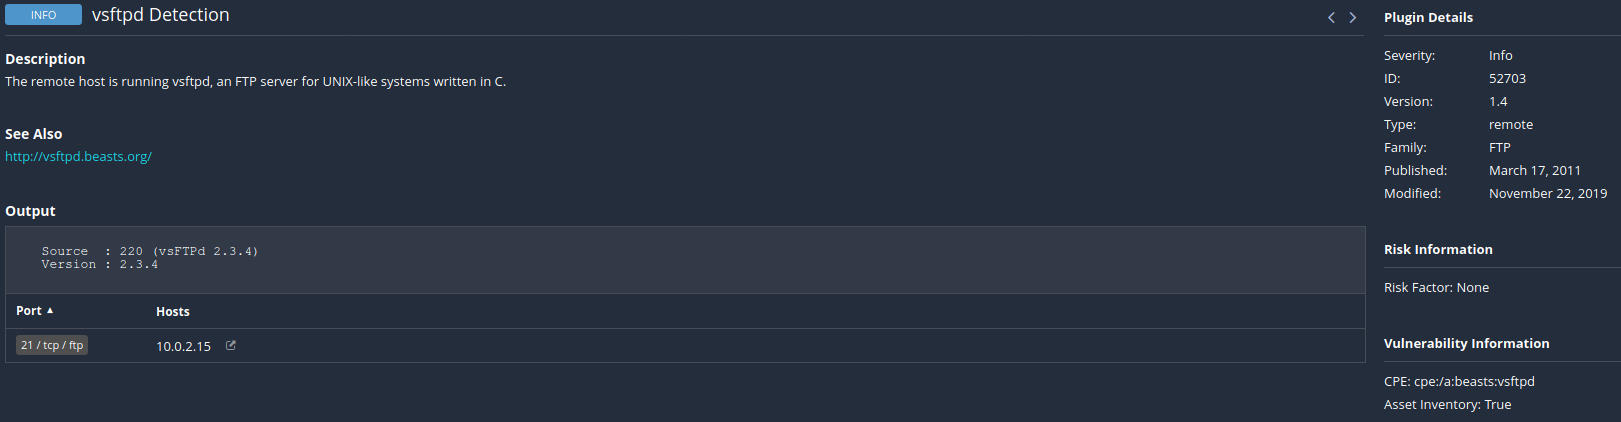 INFO vsftpd Detection
Description
The remote host is running vsftpd, an FTP server for UNIX-like systems written in C.
See Also
http://vsftpd.beasts.org/
Output
Source  : 220 (vsFTPd 2.3.4)
Version : 2.3.4
Port ▲ Hosts
21 / tcp / ftp 10.0.2.15
Plugin Details
Severity: Info
ID: 52703
Version: 1.4
Type: remote
Family: FTP
Published: March 17, 2011
Modified: November 22, 2019
Risk Information
Risk Factor: None
Vulnerability Information
CPE: cpe:/a:beasts:vsftpd
Asset Inventory: True